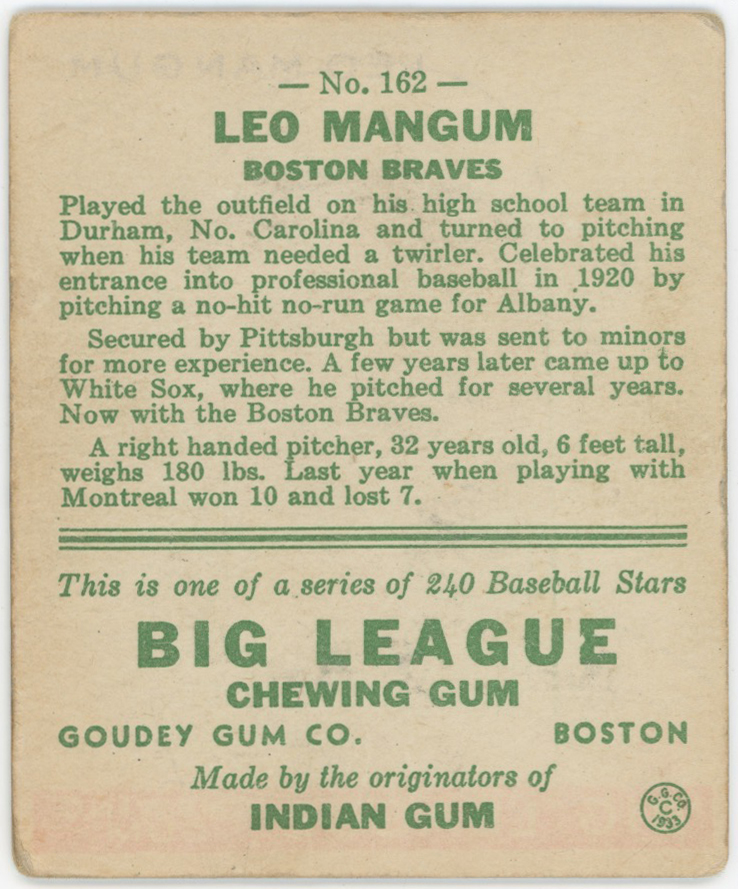 — No. 162 —
LEO MANGUM
BOSTON BRAVES
Played the outfield on his high school team in
Durham, No. Carolina and turned to pitching
when his team needed a twirler. Celebrated his
entrance into professional baseball in 1920 by
pitching a no-hit no-run game for Albany.
Secured by Pittsburgh but was sent to minors
for more experience. A few years later came up to
White Sox, where he pitched for several years.
Now with the Boston Braves.
A right handed pitcher, 32 years old, 6 feet tall,
weighs 180 lbs. Last year when playing with
Montreal won 10 and lost 7.
This is one of a series of 240 Baseball Stars
BIG LEAGUE
CHEWING GUM
GOUDEY GUM CO. BOSTON
Made by the originators of
INDIAN GUM
G.G.CO.
C
1933